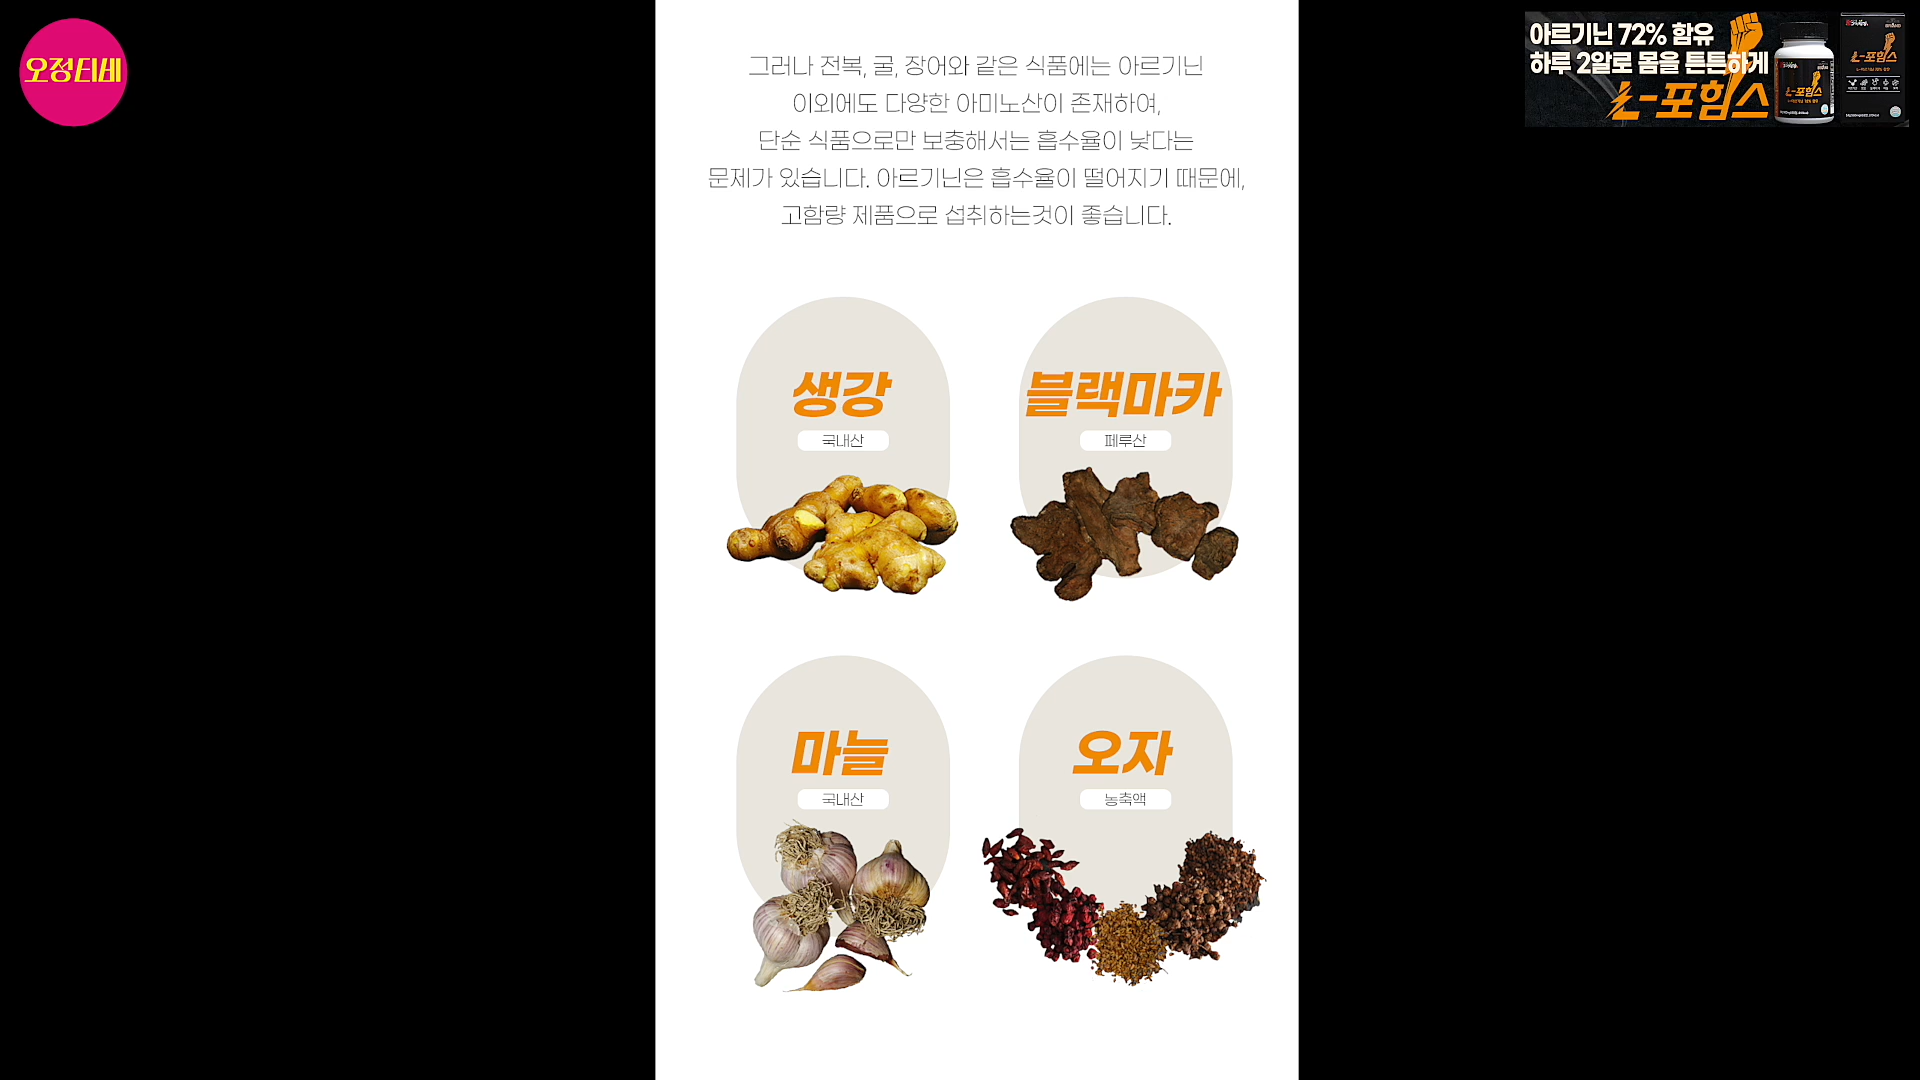 오정티비
아르기닌 72% 함유
하루 2알로 몸을 튼튼하게
L-포힘스
그러나 전복, 굴, 장어와 같은 식품에는 아르기닌
이외에도 다양한 아미노산이 존재하여,
단순 식품으로만 보충해서는 흡수율이 낮다는
문제가 있습니다. 아르기닌은 흡수율이 떨어지기 때문에,
고함량 제품으로 섭취하는것이 좋습니다.
생강
국내산
블랙마카
페루산
마늘
국내산
오자
농축액